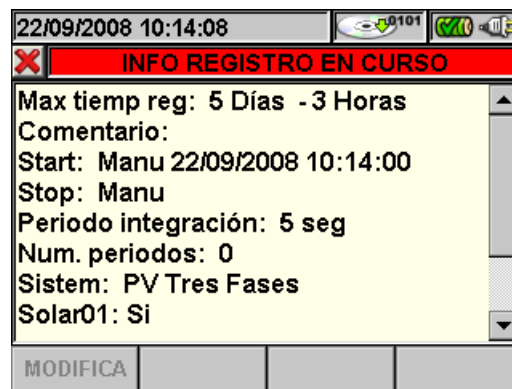 22/09/2008 10:14:08 0101
INFO REGISTRO EN CURSO
Max tiemp reg: 5 Días - 3 Horas
Comentario:
Start: Manu 22/09/2008 10:14:00
Stop: Manu
Periodo integración: 5 seg
Num. periodos: 0
Sistem: PV Tres Fases
Solar01: Si
MODIFICA